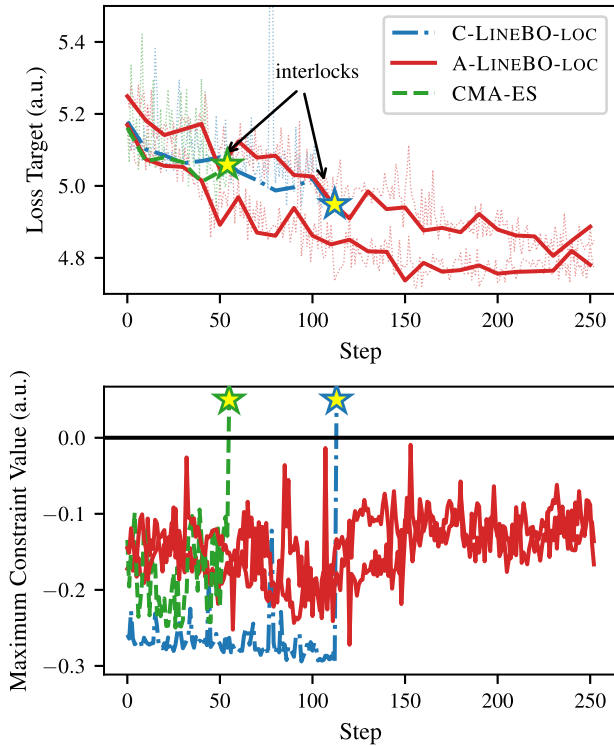 5.4
5.2
5.0
4.8
Loss Target (a.u.)
C-LineBO-loc
A-LineBO-loc
CMA-ES
interlocks
0 50 100 150 200 250
Step
0.0
−0.1
−0.2
−0.3
Maximum Constraint Value (a.u.)
0 50 100 150 200 250
Step